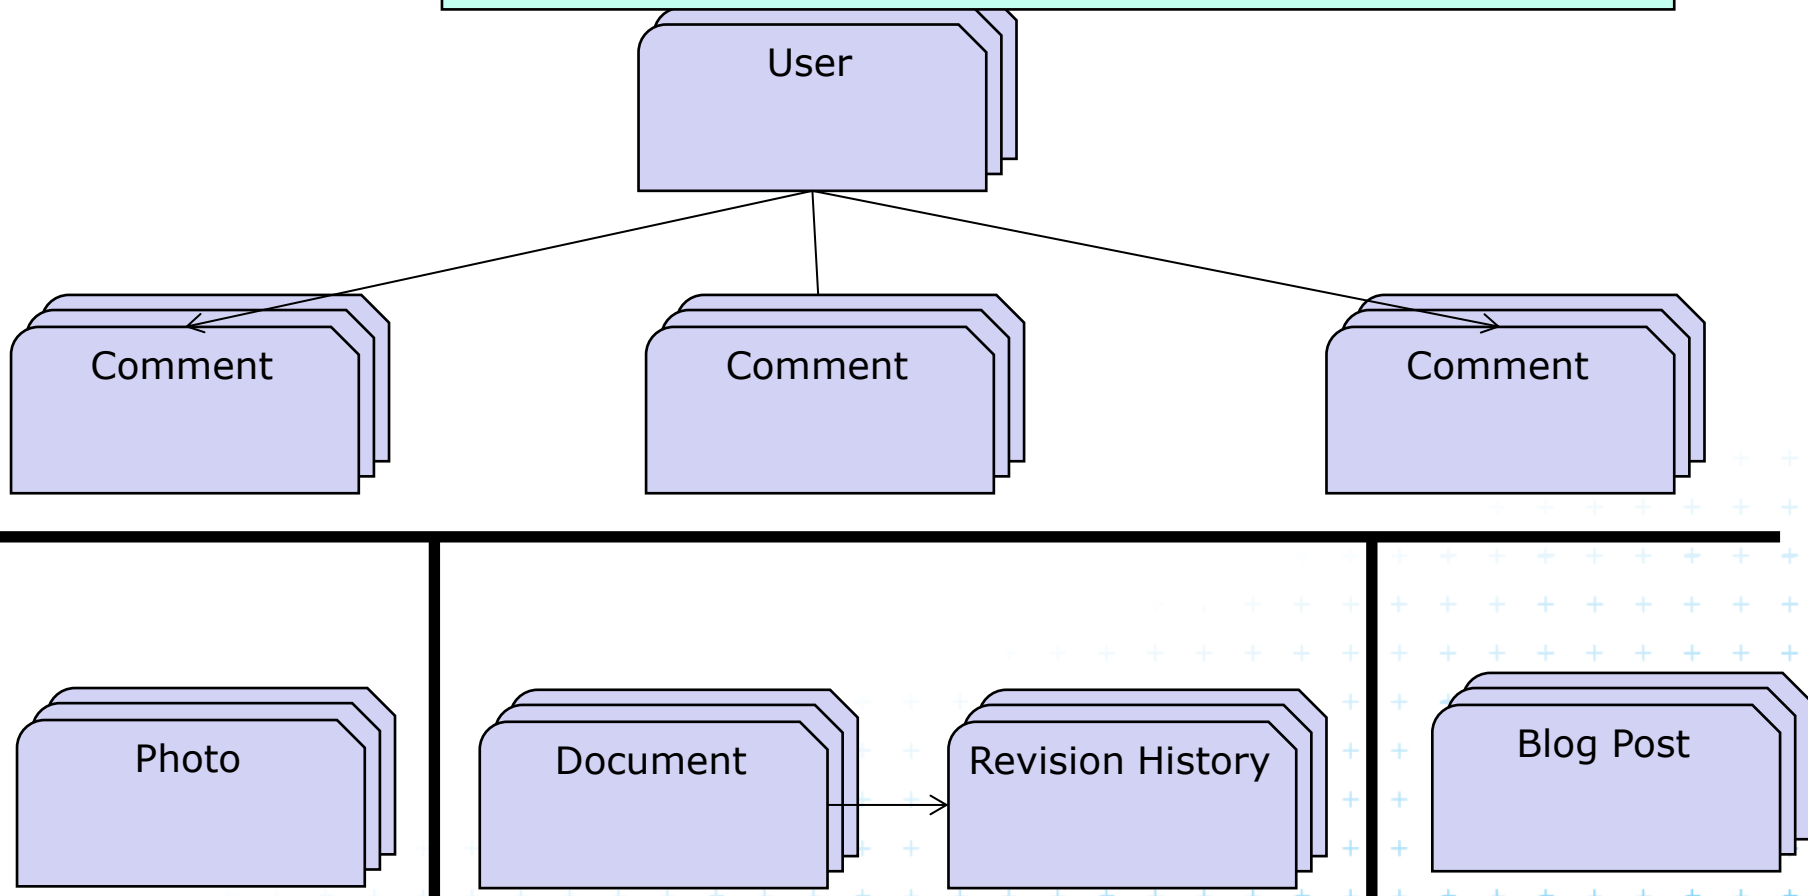 User
Comment
Comment
Comment
Photo
Document
Revision History
Blog Post